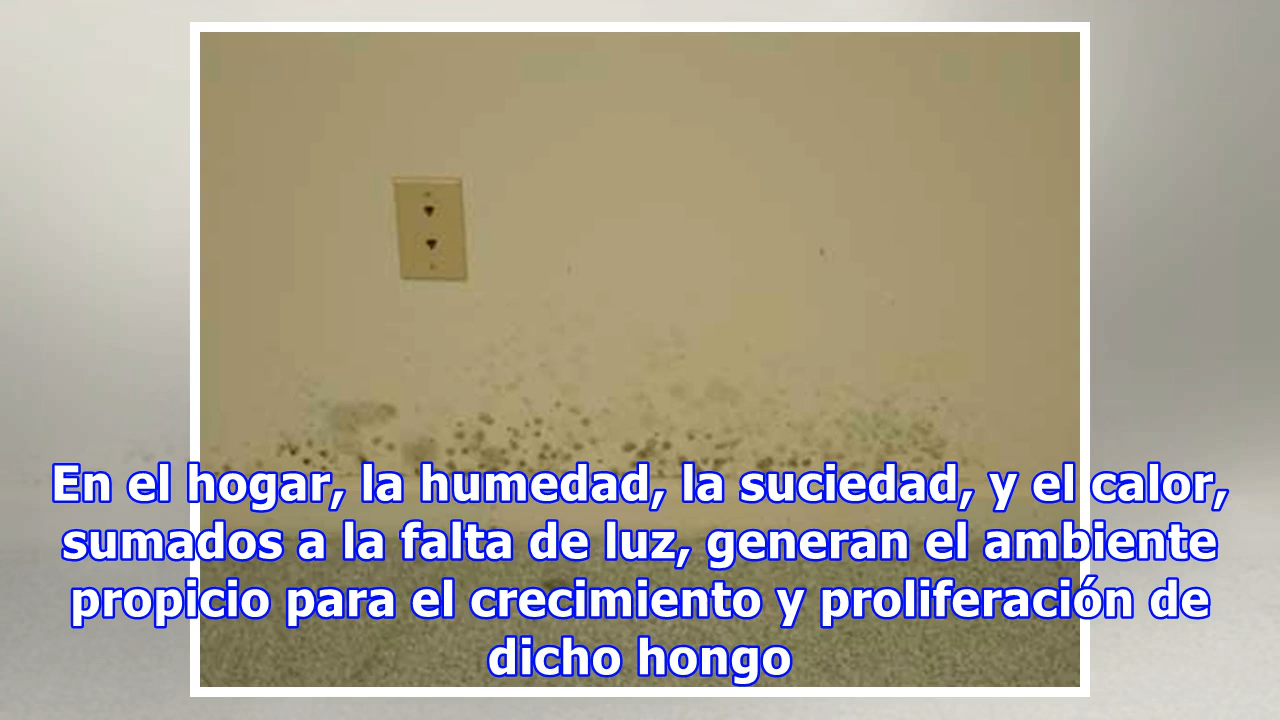 En el hogar, la humedad, la suciedad, y el calor,
sumados a la falta de luz, generan el ambiente
propicio para el crecimiento y proliferación de
dicho hongo